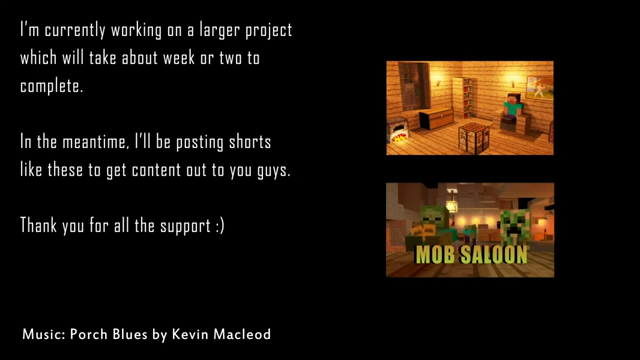 I'm currently working on a larger project
which will take about week or two to
complete.
In the meantime, I'll be posting shorts
like these to get content out to you guys.
Thank you for all the support :)
MOB SALOON
Music: Porch Blues by Kevin Macleod